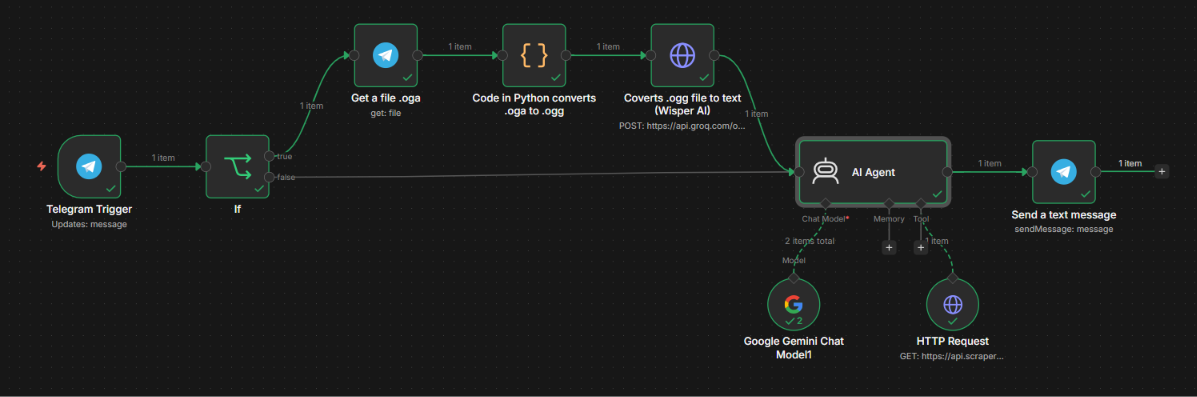 Get a file .oga
get: file
1 item
Code in Python converts
.oga to .ogg
1 item
Coverts .ogg file to text
(Wisper AI)
POST: https://api.groq.com/o...
1 item
1 item
Telegram Trigger
Updates: message
1 item
If
true
false
AI Agent
Chat Model*
Memory
Tool
1 item
Send a text message
sendMessage: message
1 item
2 items total
Model
1 item
2
Google Gemini Chat
Model1
HTTP Request
GET: https://api.scraper...